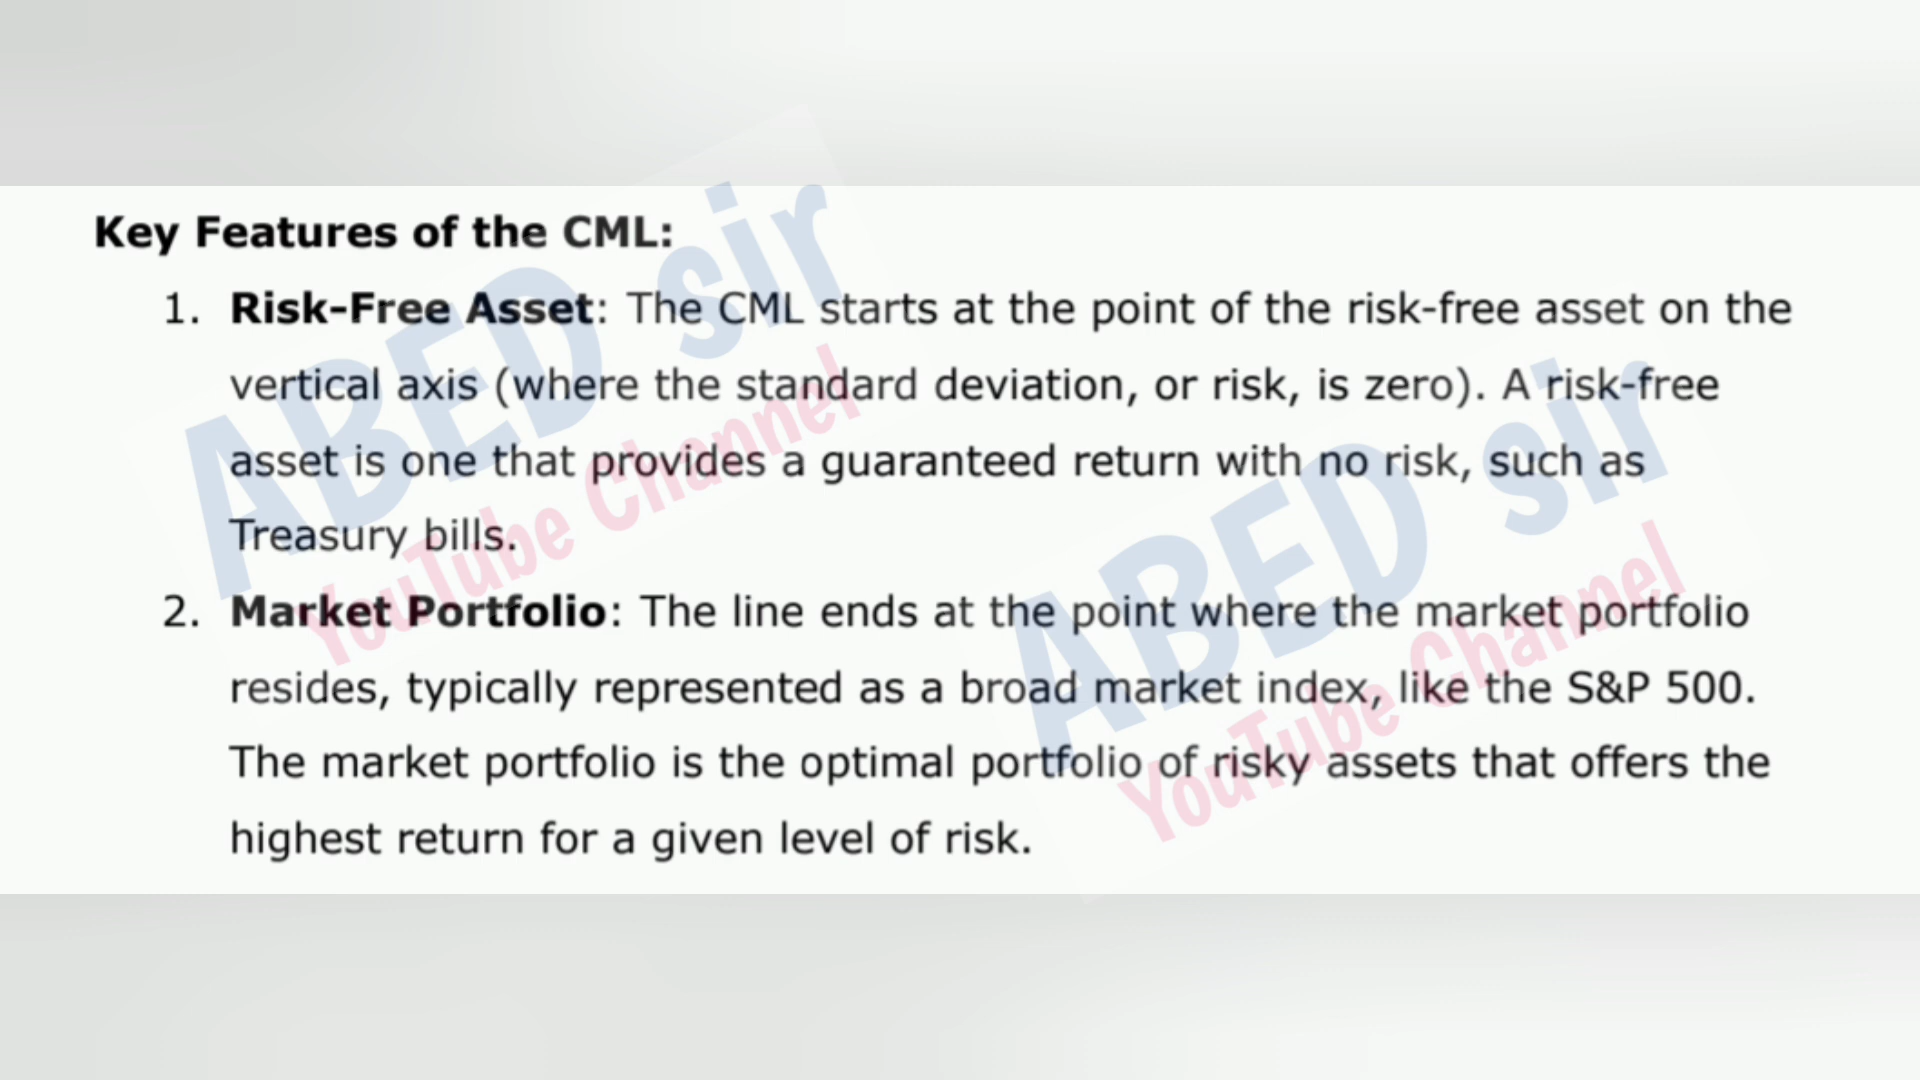 Key Features of the CML:
1. Risk-Free Asset: The CML starts at the point of the risk-free asset on the
vertical axis (where the standard deviation, or risk, is zero). A risk-free
asset is one that provides a guaranteed return with no risk, such as
Treasury bills.
2. Market Portfolio: The line ends at the point where the market portfolio
resides, typically represented as a broad market index, like the S&P 500.
The market portfolio is the optimal portfolio of risky assets that offers the
highest return for a given level of risk.
ABED sir
YouTube Channel
ABED sir
YouTube Channel